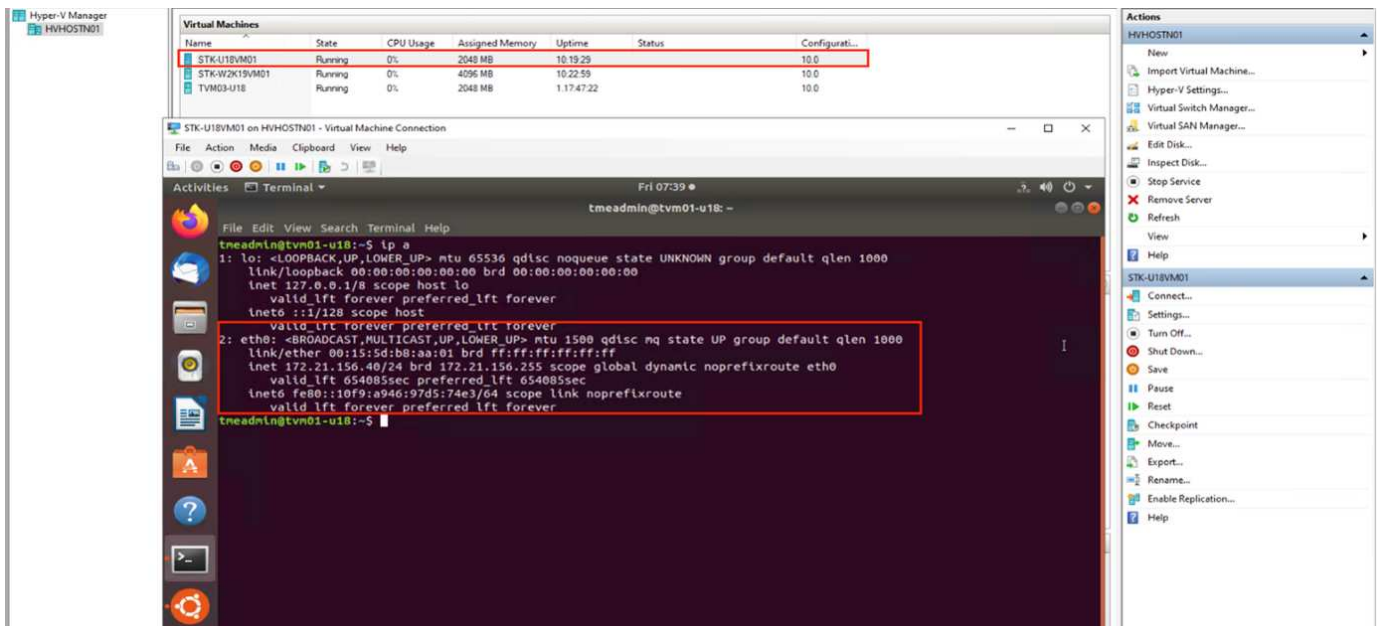 Hyper-V Manager
HVHOSTN01
Virtual Machines
Name State CPU Usage Assigned Memory Uptime Status Configurati...
STK-U18VM01 Running 0% 2048 MB 10:19:29 10.0
STK-W2K19VM01 Running 0% 4096 MB 10:22:59 10.0
TVM03-U18 Running 0% 2048 MB 1.17:47:22 10.0
STK-U18VM01 on HVHOSTN01 - Virtual Machine Connection
File Action Media Clipboard View Help
Activities Terminal Fri 07:39
tmeadmin@tvm01-u18: ~
File Edit View Search Terminal Help
tmeadmin@tvm01-u18:~$ ip a
1: lo: <LOOPBACK,UP,LOWER_UP> mtu 65536 qdisc noqueue state UNKNOWN group default qlen 1000
link/loopback 00:00:00:00:00:00 brd 00:00:00:00:00:00
inet 127.0.0.1/8 scope host lo
valid_lft forever preferred_lft forever
inet6 ::1/128 scope host
valid_lft forever preferred_lft forever
2: eth0: <BROADCAST,MULTICAST,UP,LOWER_UP> mtu 1500 qdisc mq state UP group default qlen 1000
link/ether 00:15:5d:b8:aa:01 brd ff:ff:ff:ff:ff:ff
inet 172.21.156.40/24 brd 172.21.156.255 scope global dynamic noprefixroute eth0
valid_lft 654085sec preferred_lft 654085sec
inet6 fe80::10f9:a946:97d5:74e3/64 scope link noprefixroute
valid_lft forever preferred_lft forever
tmeadmin@tvm01-u18:~$
Actions
HVHOSTN01
New
Import Virtual Machine...
Hyper-V Settings...
Virtual Switch Manager...
Virtual SAN Manager...
Edit Disk...
Inspect Disk...
Stop Service
Remove Server
Refresh
View
Help
STK-U18VM01
Connect...
Settings...
Turn Off...
Shut Down...
Save
Pause
Reset
Checkpoint
Move...
Export...
Rename...
Enable Replication...
Help